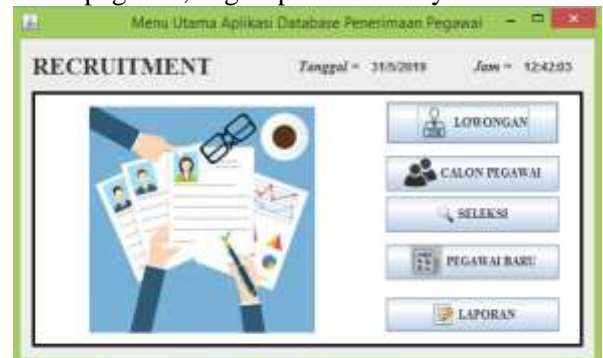 Menu Utama Aplikasi Database Penerimaan Pegawai
RECRUITMENT Tanggal = 31/5/2019 Jam = 12:42:03
LOWONGAN
CALON PEGAWAI
SELEKSI
PEGAWAI BARU
LAPORAN